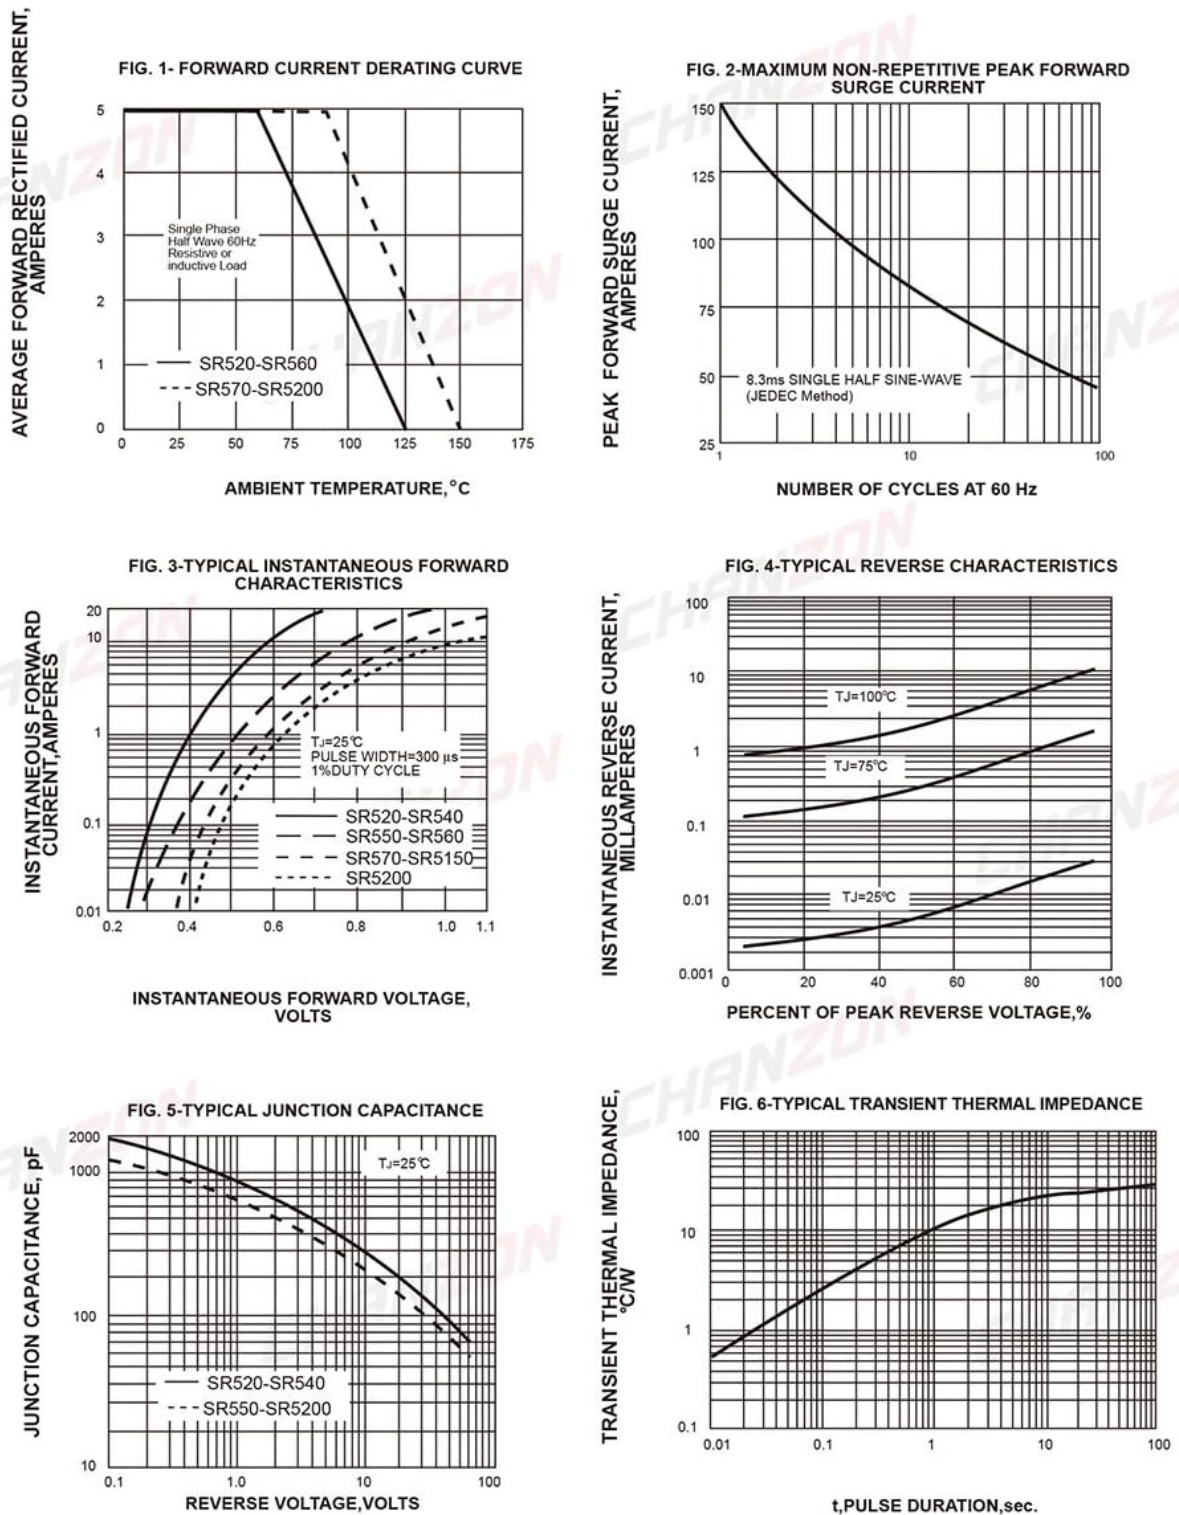 FIG. 1- FORWARD CURRENT DERATING CURVE
AVERAGE FORWARD RECTIFIED CURRENT,
AMPERES
5
4
3
2
1
0
Single Phase
Half Wave 60Hz
Resistive or
inductive Load
SR520-SR560
SR570-SR5200
0 25 50 75 100 125 150 175
AMBIENT TEMPERATURE,°C
FIG. 2-MAXIMUM NON-REPETITIVE PEAK FORWARD
SURGE CURRENT
PEAK FORWARD SURGE CURRENT,
AMPERES
150
125
100
75
50
25
8.3ms SINGLE HALF SINE-WAVE
(JEDEC Method)
1 10 100
NUMBER OF CYCLES AT 60 Hz
FIG. 3-TYPICAL INSTANTANEOUS FORWARD
CHARACTERISTICS
INSTANTANEOUS FORWARD
CURRENT,AMPERES
20
10
1
0.1
0.01
TJ=25°C
PULSE WIDTH=300 µs
1%DUTY CYCLE
SR520-SR540
SR550-SR560
SR570-SR5150
SR5200
0.2 0.4 0.6 0.8 1.0 1.1
INSTANTANEOUS FORWARD VOLTAGE,
VOLTS
FIG. 4-TYPICAL REVERSE CHARACTERISTICS
INSTANTANEOUS REVERSE CURRENT,
MILLAMPERES
100
10
1
0.1
0.01
0.001
TJ=100°C
TJ=75°C
TJ=25°C
0 20 40 60 80 100
PERCENT OF PEAK REVERSE VOLTAGE,%
FIG. 5-TYPICAL JUNCTION CAPACITANCE
JUNCTION CAPACITANCE, pF
2000
1000
100
10
TJ=25°C
SR520-SR540
SR550-SR5200
0.1 1.0 10 100
REVERSE VOLTAGE,VOLTS
FIG. 6-TYPICAL TRANSIENT THERMAL IMPEDANCE
TRANSIENT THERMAL IMPEDANCE,
°C/W
100
10
1
0.1
0.01 0.1 1 10 100
t,PULSE DURATION,sec.
CHANZON
CHANZON
CHANZON
CHANZON
CHANZON
CHANZON
CHANZON